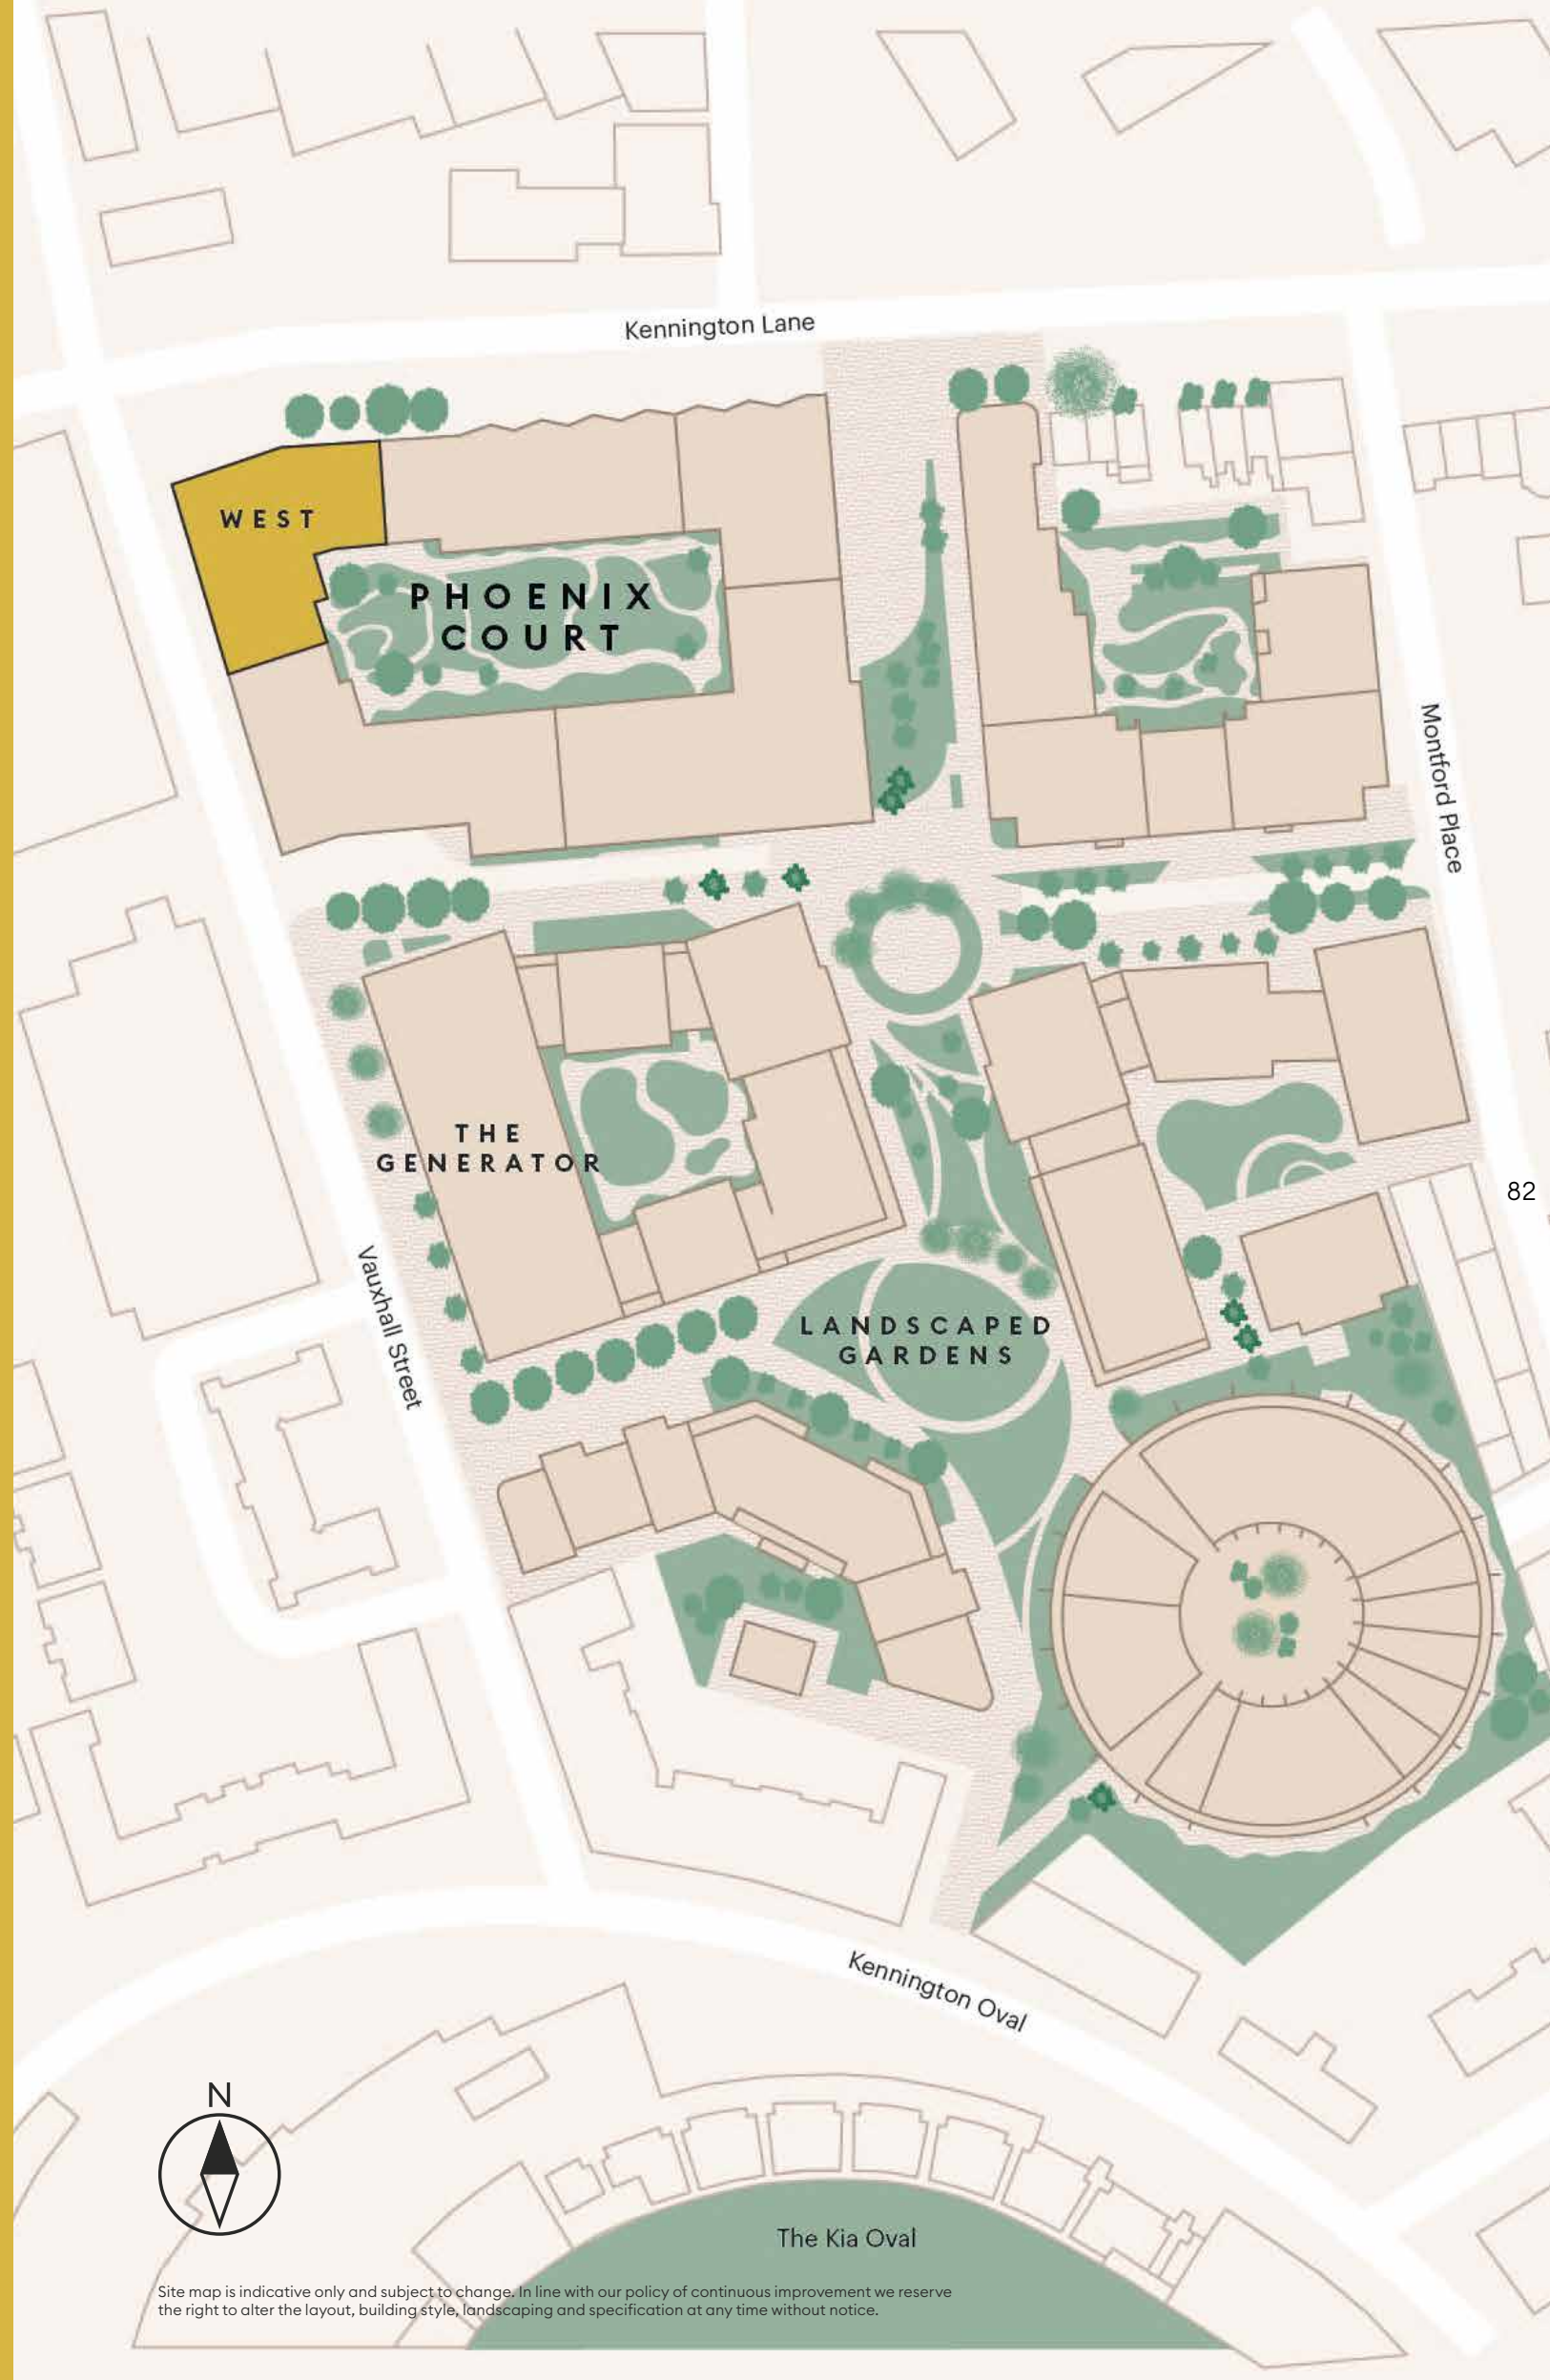 Kennington Lane
WEST
PHOENIX
COURT
Montford Place
THE
GENERATOR
82
Vauxhall Street
LANDSCAPED
GARDENS
Kennington Oval
N
The Kia Oval
Site map is indicative only and subject to change. In line with our policy of continuous improvement we reserve
the right to alter the layout, building style, landscaping and specification at any time without notice.